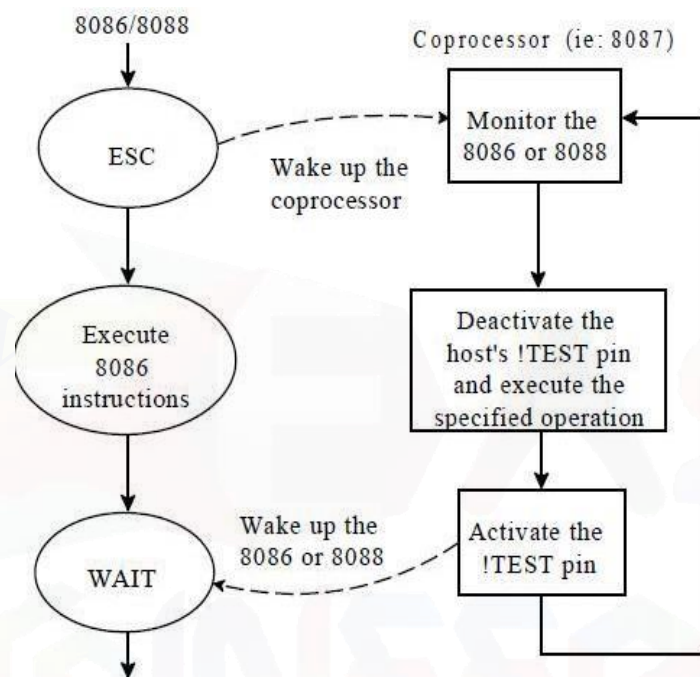 8086/8088
Coprocessor (ie: 8087)
ESC
Wake up the
coprocessor
Monitor the
8086 or 8088
Execute
8086
instructions
Deactivate the
host's !TEST pin
and execute the
specified operation
WAIT
Wake up the
8086 or 8088
Activate the
!TEST pin